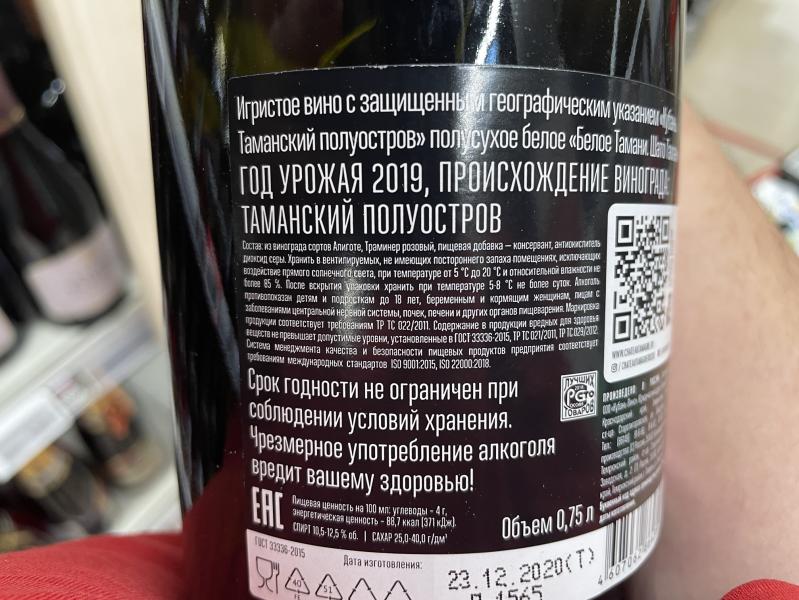 Игристое вино с защищенным географическим указанием «Кубань.
Таманский полуостров» полусухое белое «Белое Тамани. Шато
ГОД УРОЖАЯ 2019, ПРОИСХОЖДЕНИЕ ВИНОГРАДА:
ТАМАНСКИЙ ПОЛУОСТРОВ
Состав: из винограда сортов Алиготе, Траминер розовый, пищевая добавка – консервант, антиокислитель
диоксид серы. Хранить в вентилируемых, не имеющих постороннего запаха помещениях, исключающих
воздействие прямого солнечного света, при температуре от 5 °С до 20 °С и относительной влажности не
более 85 %. После вскрытия упаковки хранить при температуре 5-8 °С не более суток. Алкоголь
противопоказан детям и подросткам до 18 лет, беременным и кормящим женщинам, лицам с
заболеваниями центральной нервной системы, почек, печени и других органов пищеварения. Маркировка
продукции соответствует требованиям ТР ТС 022/2011. Содержание в продукции вредных для здоровья
веществ не превышает допустимые уровни, установленные в ГОСТ 33336-2015, ТР ТС 021/2011, ТР ТС 029/2012.
Система менеджмента качества и безопасности пищевых продуктов предприятия соответствует
требованиям международных стандартов ISO 9001:2015, ISO 22000:2018.
Срок годности не ограничен при
соблюдении условий хранения.
Чрезмерное употребление алкоголя
вредит вашему здоровью!
ЕАС
Пищевая ценность на 100 мл: углеводы - 4 г,
энергетическая ценность - 88,7 ккал (371 кДж).
СПИРТ 10,5-12,5 % об. | САХАР 25,0-40,0 г/дм³
Объем 0,75 л
ЛУЧШИХ
ТОВАРОВ
ПРОИЗВЕДЕНО
ГОСТ 33336-2015
Дата изготовления:
23.12.2020(Т)
1565
40
FE
51